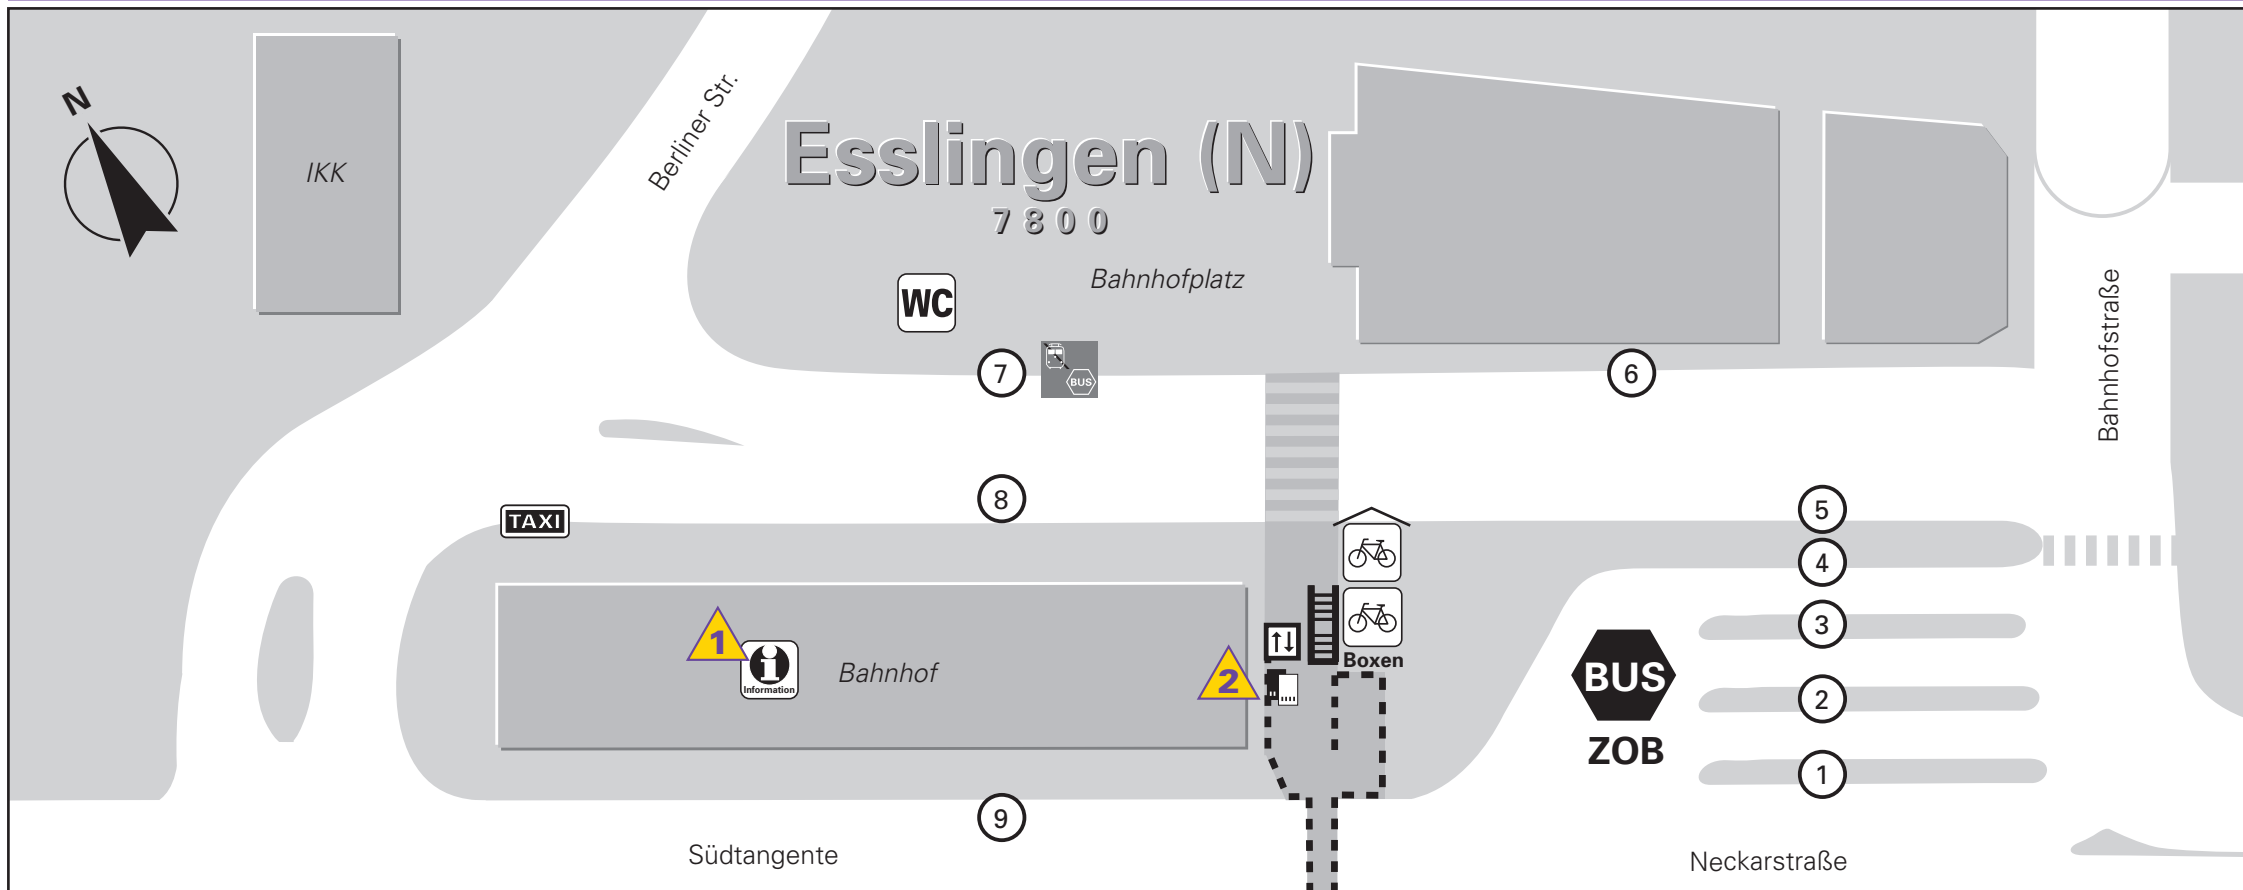 N
IKK
Berliner Str.
Esslingen (N)
7800
Bahnhofplatz
WC
7
BUS
6
Bahnhofstraße
8
TAXI
5
4
3
2
1
1
Information
Bahnhof
2
Boxen
BUS
ZOB
9
Südtangente
Neckarstraße